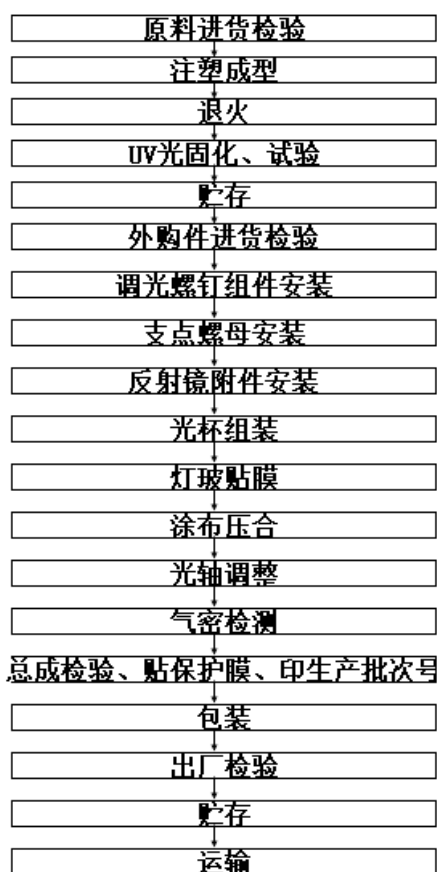 原料进货检验
注塑成型
退火
UV光固化、试验
贮存
外购件进货检验
调光螺钉组件安装
支点螺母安装
反射镜附件安装
光杯组装
灯玻贴膜
涂布压合
光轴调整
气密检测
总成检验、贴保护膜、印生产批次号
包装
出厂检验
贮存
运输